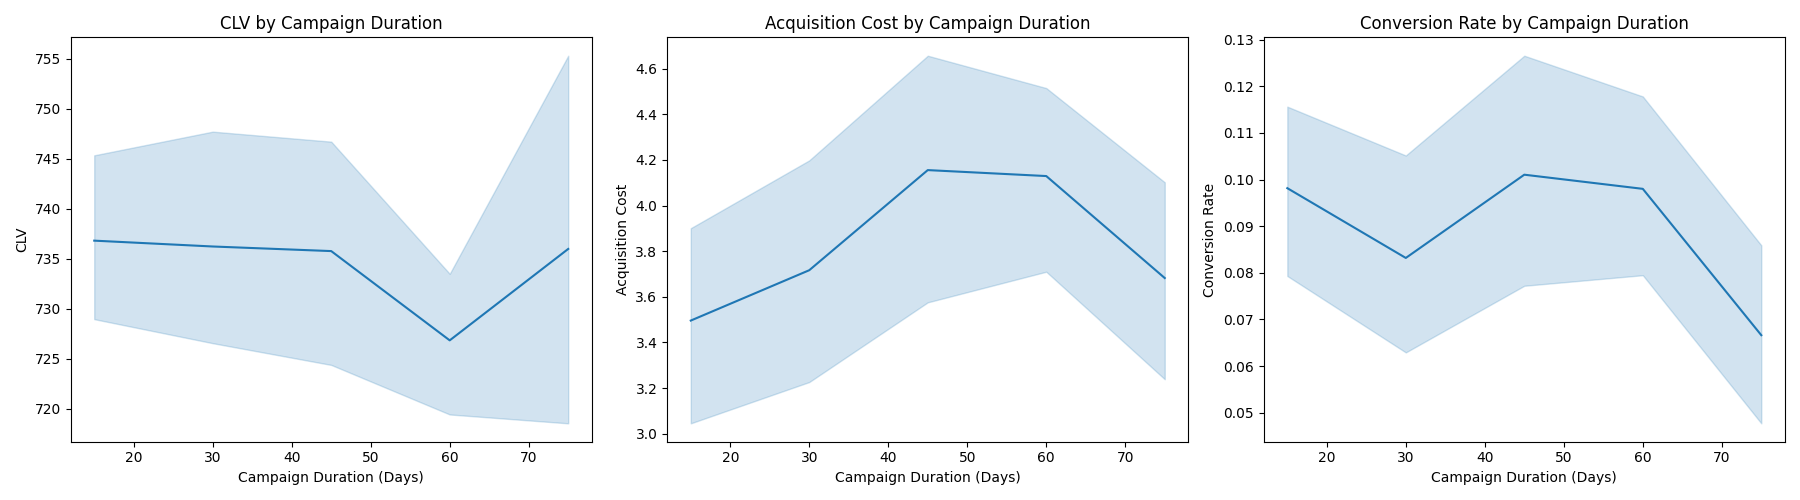 CLV by Campaign Duration
755
750
745
740
735
730
725
720
CLV
20 30 40 50 60 70
Campaign Duration (Days)
Acquisition Cost by Campaign Duration
4.6
4.4
4.2
4.0
3.8
3.6
3.4
3.2
3.0
Acquisition Cost
20 30 40 50 60 70
Campaign Duration (Days)
Conversion Rate by Campaign Duration
0.13
0.12
0.11
0.10
0.09
0.08
0.07
0.06
0.05
Conversion Rate
20 30 40 50 60 70
Campaign Duration (Days)